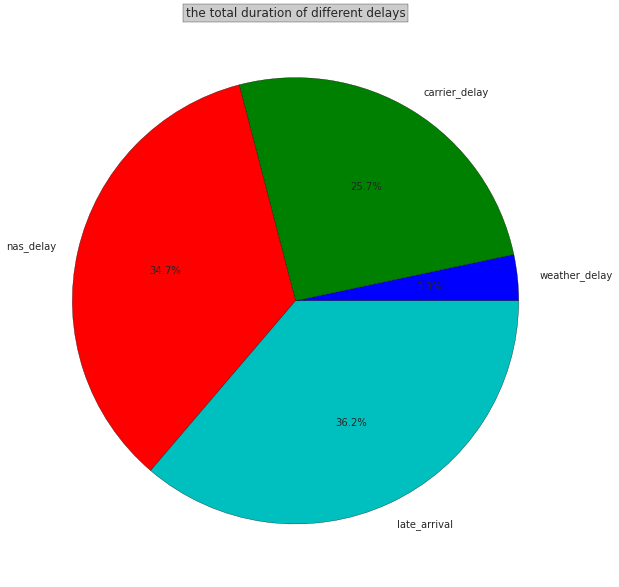 the total duration of different delays
carrier_delay
25.7%
nas_delay
34.7%
weather_delay
36.2%
late_arrival